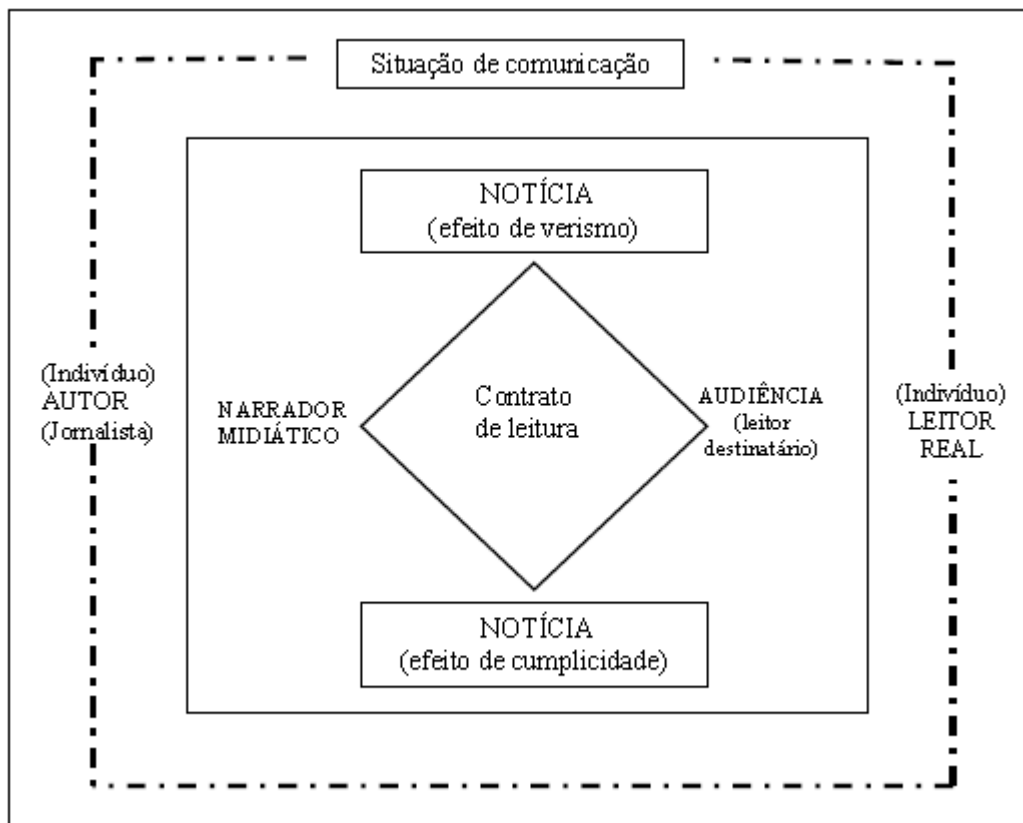 Situação de comunicação
NOTÍCIA
(efeito de verismo)
(Indivíduo)
AUTOR
(Jornalista)
NARRADOR
MIDIÁTICO
Contrato
de leitura
AUDIÊNCIA
(leitor
destinatário)
(Indivíduo)
LEITOR
REAL
NOTÍCIA
(efeito de cumplicidade)